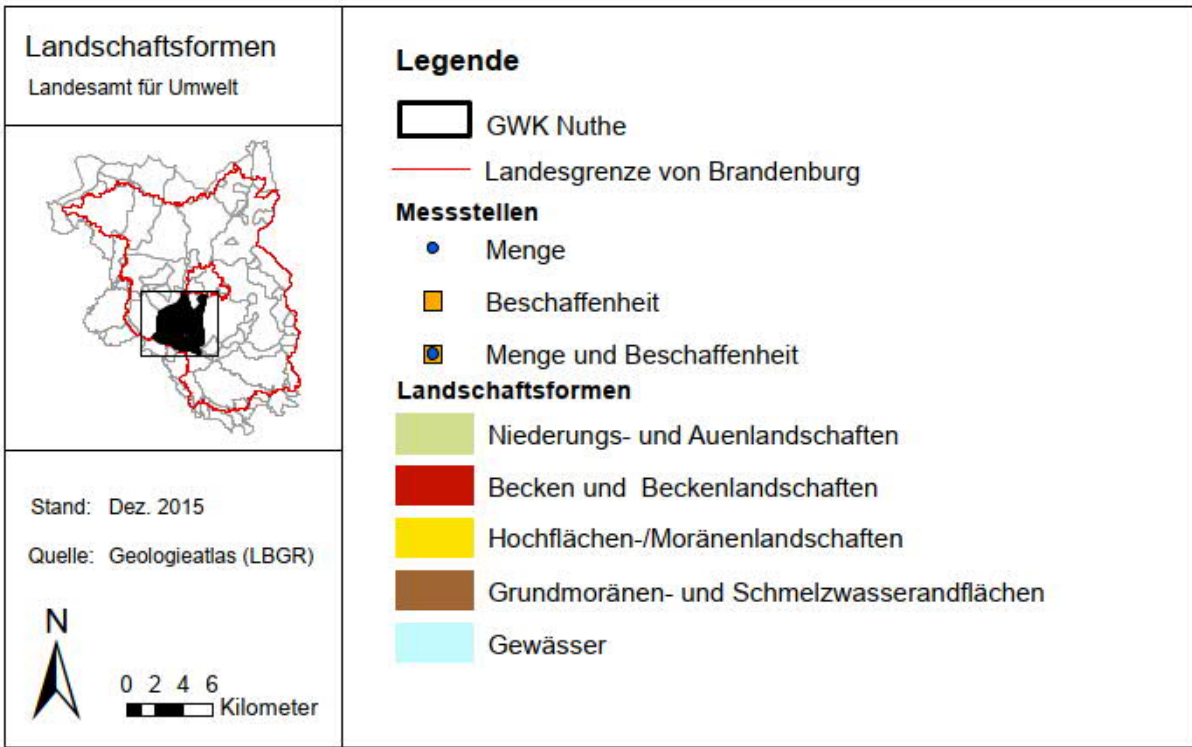 Landschaftsformen
Landesamt für Umwelt
Stand: Dez. 2015
Quelle: Geologieatlas (LBGR)
N
0 2 4 6
Kilometer
Legende
GWK Nuthe
Landesgrenze von Brandenburg
Messstellen
Menge
Beschaffenheit
Menge und Beschaffenheit
Landschaftsformen
Niederungs- und Auenlandschaften
Becken und Beckenlandschaften
Hochflächen-/Moränenlandschaften
Grundmoränen- und Schmelzwasserandflächen
Gewässer